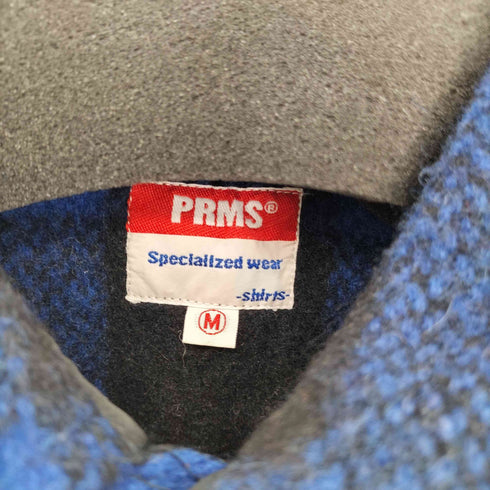 PRMS®
Specialized wear
-shirts-
M